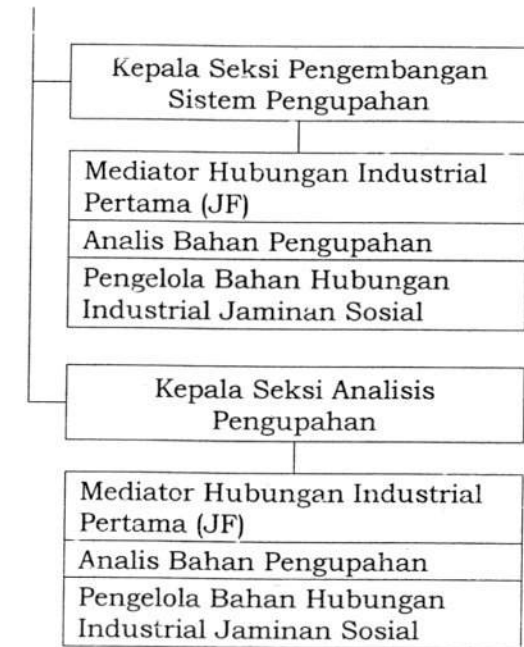 Kepala Seksi Pengembangan
Sistem Pengupahan
Mediator Hubungan Industrial
Pertama (JF)
Analis Bahan Pengupahan
Pengelola Bahan Hubungan
Industrial Jaminan Sosial
Kepala Seksi Analisis
Pengupahan
Mediator Hubungan Industrial
Pertama (JF)
Analis Bahan Pengupahan
Pengelola Bahan Hubungan
Industrial Jaminan Sosial